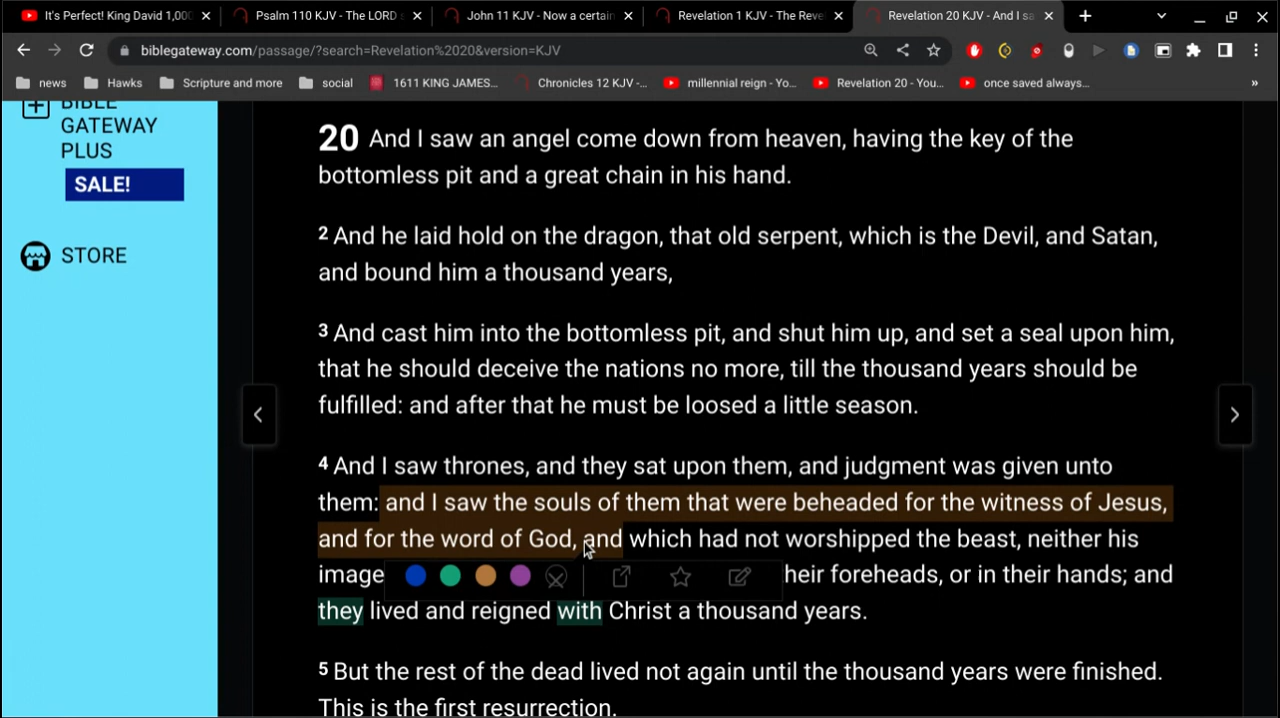 It's Perfect! King David 1,000
Psalm 110 KJV - The LORD s
John 11 KJV - Now a certain
Revelation 1 KJV - The Reve
Revelation 20 KJV - And I sa
biblegateway.com/passage/?search=Revelation%2020&version=KJV
news
Hawks
Scripture and more
social
1611 KING JAMES...
Chronicles 12 KJV -...
millennial reign - Yo...
Revelation 20 - You...
once saved always...
»
BIBLE
GATEWAY
PLUS
SALE!
STORE
20 And I saw an angel come down from heaven, having the key of the
bottomless pit and a great chain in his hand.
2 And he laid hold on the dragon, that old serpent, which is the Devil, and Satan,
and bound him a thousand years,
3 And cast him into the bottomless pit, and shut him up, and set a seal upon him,
that he should deceive the nations no more, till the thousand years should be
fulfilled: and after that he must be loosed a little season.
4 And I saw thrones, and they sat upon them, and judgment was given unto
them: and I saw the souls of them that were beheaded for the witness of Jesus,
and for the word of God, and which had not worshipped the beast, neither his
image heir foreheads, or in their hands; and
they lived and reigned with Christ a thousand years.
5 But the rest of the dead lived not again until the thousand years were finished.
This is the first resurrection.